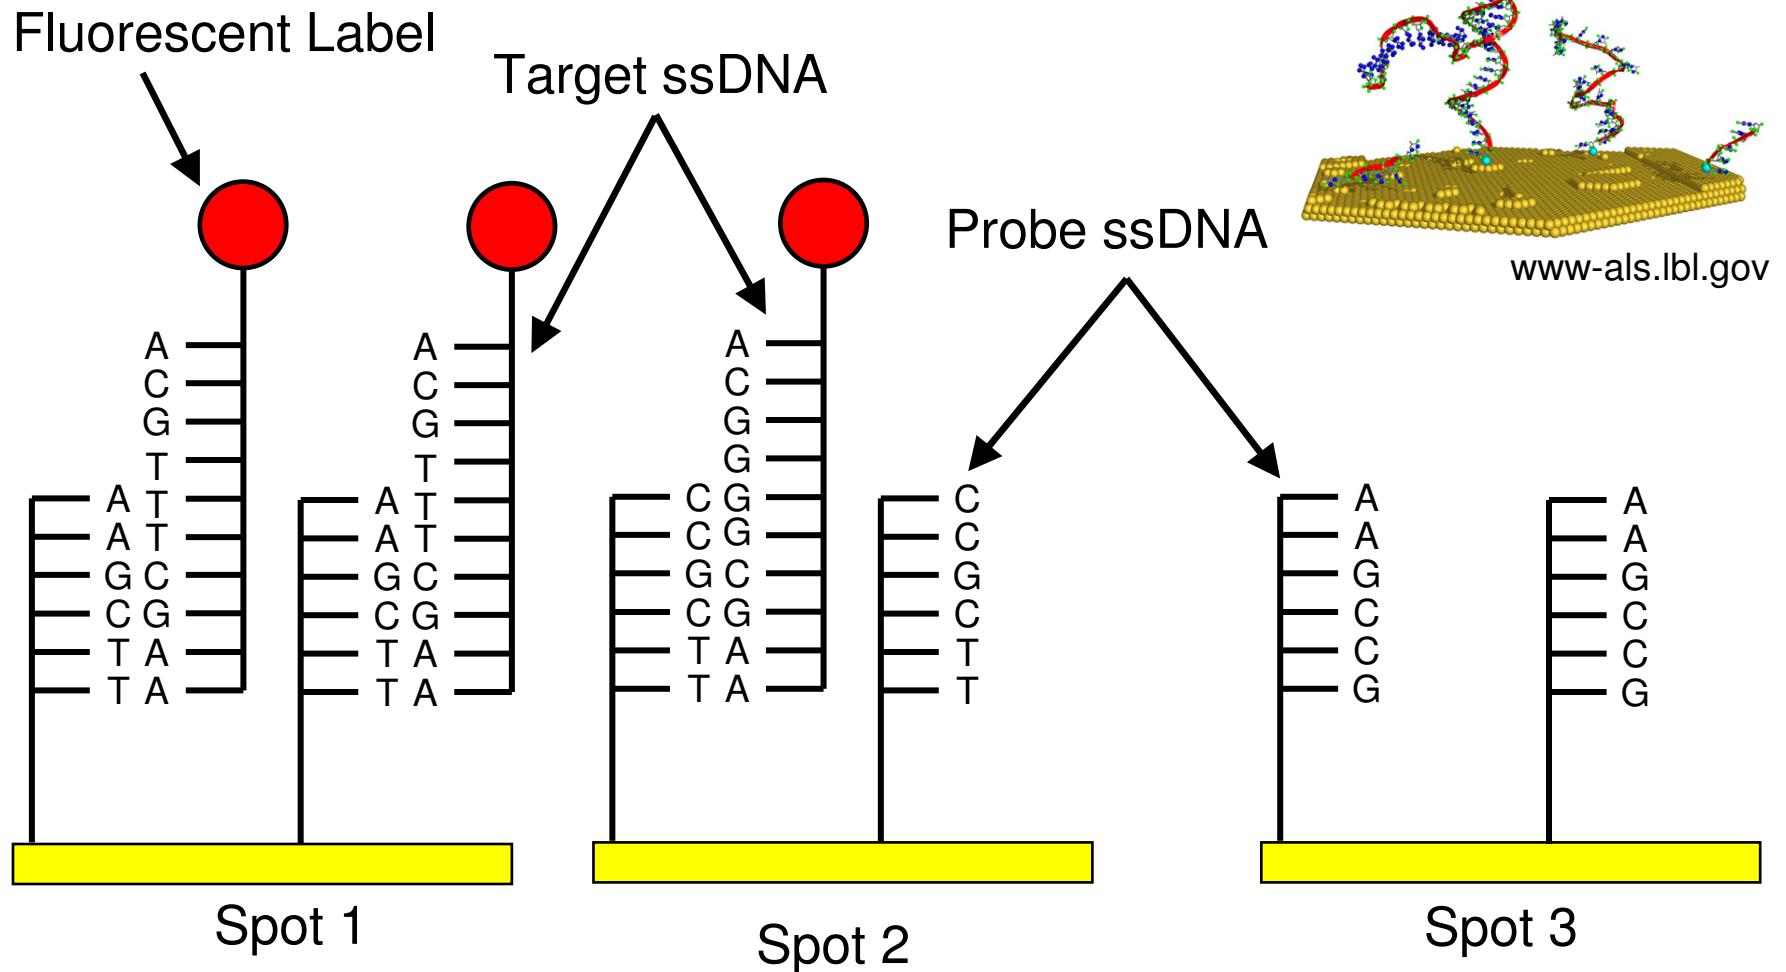 Fluorescent Label
Target ssDNA
Probe ssDNA
www-als.lbl.gov
A A A
C C C
G G G
T T G
A T A T C G C A A
A T A T C G C A A
G C G C G C G G G
C G C G C G C C C
T A T A T A T C C
T A T A T A T G G
Spot 1
Spot 2
Spot 3